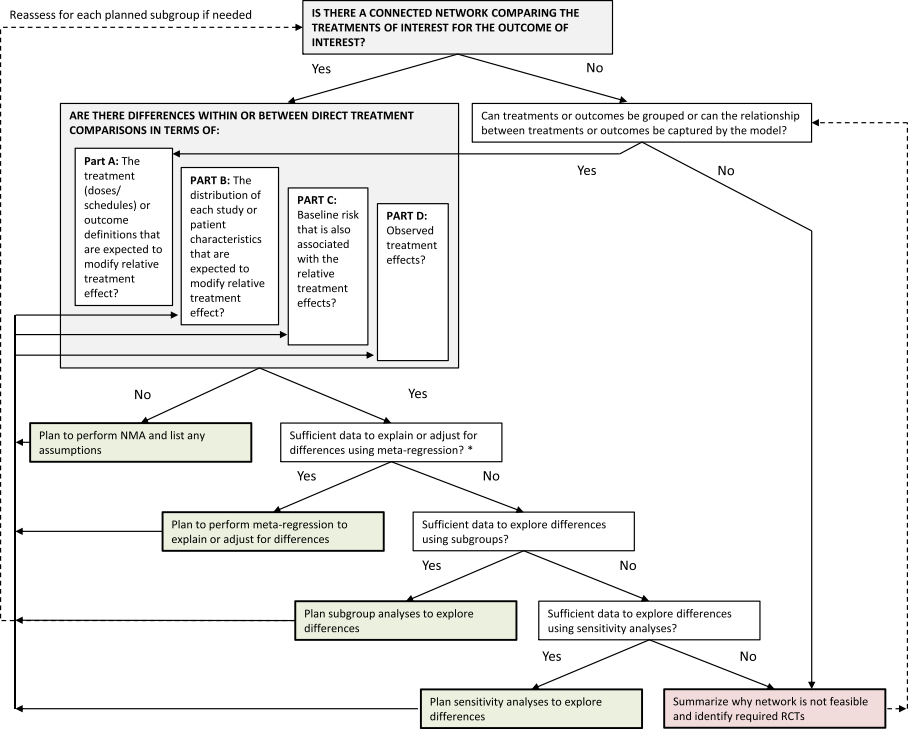 Reassess for each planned subgroup if needed
IS THERE A CONNECTED NETWORK COMPARING THE
TREATMENTS OF INTEREST FOR THE OUTCOME OF
INTEREST?
Yes
No
ARE THERE DIFFERENCES WITHIN OR BETWEEN DIRECT TREATMENT
COMPARISONS IN TERMS OF:
Can treatments or outcomes be grouped or can the relationship
between treatments or outcomes be captured by the model?
Yes
No
Part A: The
treatment
(doses/
schedules) or
outcome
definitions that
are expected to
modify relative
treatment
effect?
PART B: The
distribution of
each study or
patient
characteristics
that are
expected to
modify relative
treatment
effect?
PART C:
Baseline risk
that is also
associated
with the
relative
treatment
effects?
PART D:
Observed
treatment
effects?
No
Yes
Plan to perform NMA and list any
assumptions
Sufficient data to explain or adjust for
differences using meta-regression? *
Yes
No
Plan to perform meta-regression to
explain or adjust for differences
Sufficient data to explore differences
using subgroups?
Yes
No
Plan subgroup analyses to explore
differences
Sufficient data to explore differences
using sensitivity analyses?
Yes
No
Plan sensitivity analyses to explore
differences
Summarize why network is not feasible
and identify required RCTs